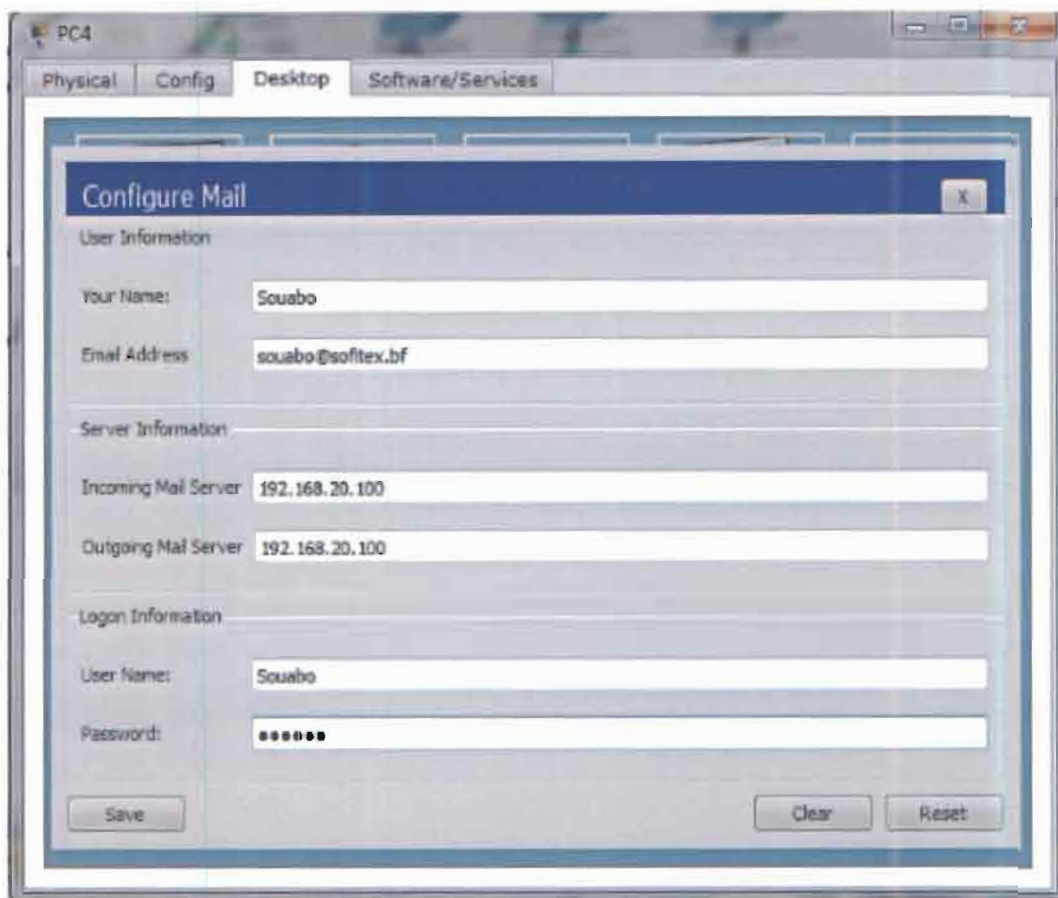 PC4
Physical Config Desktop Software/Services
Configure Mail X
User Information
Your Name: Souabo
Email Address souabo@sofitex.bf
Server Information
Incoming Mail Server 192.168.20.100
Outgoing Mail Server 192.168.20.100
Logon Information
User Name: Souabo
Password: ●●●●●●
Save Clear Reset